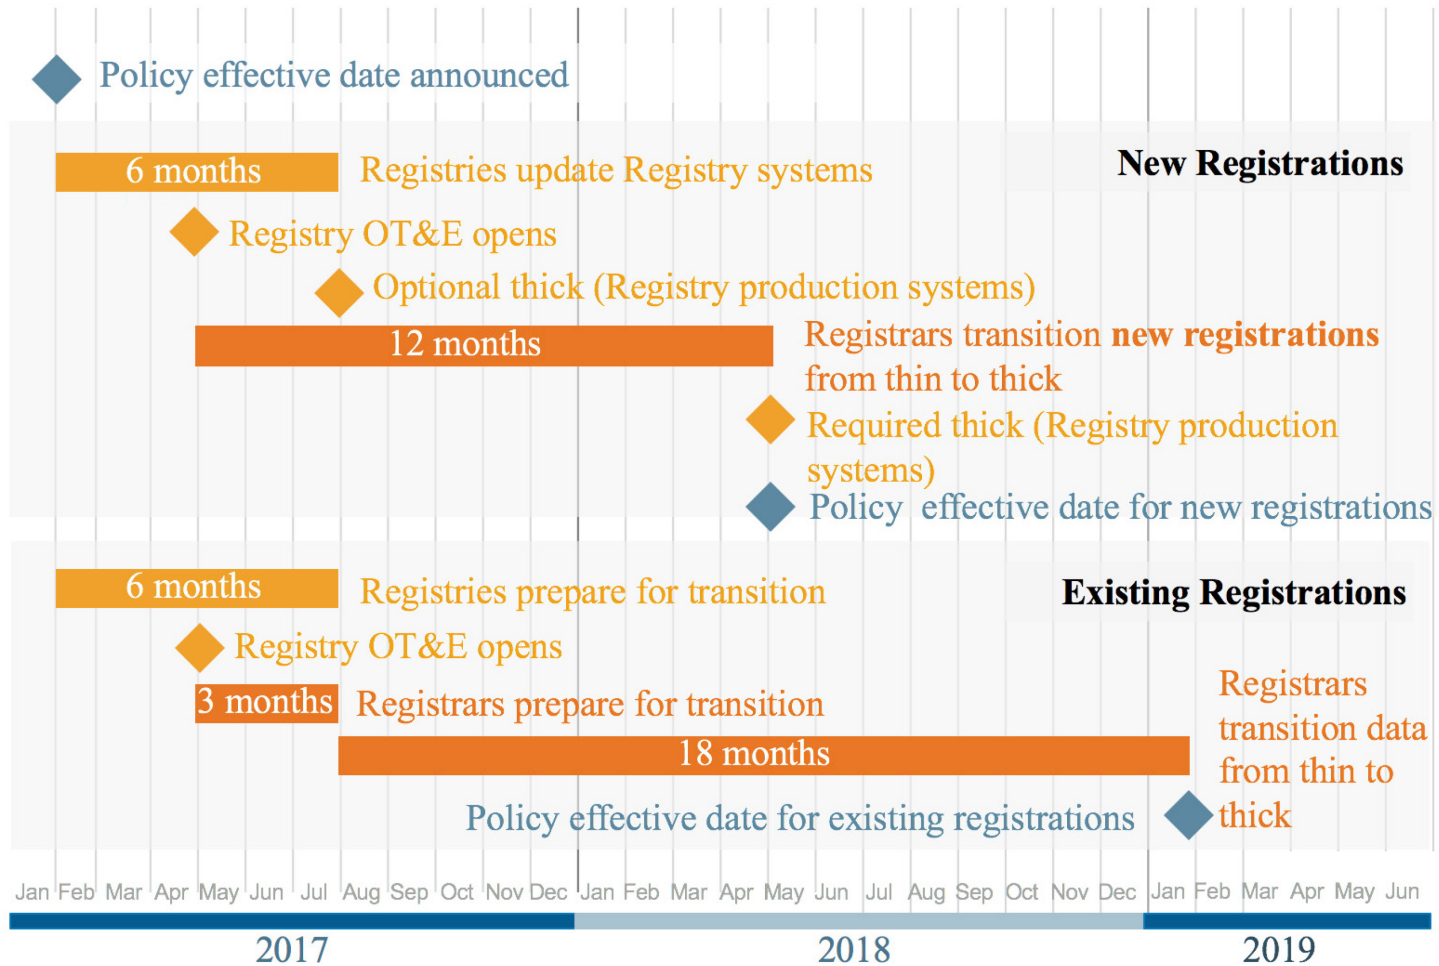 Policy effective date announced
New Registrations
6 months
Registries update Registry systems
Registry OT&E opens
Optional thick (Registry production systems)
12 months
Registrars transition new registrations
from thin to thick
Required thick (Registry production
systems)
Policy effective date for new registrations
Existing Registrations
6 months
Registries prepare for transition
Registry OT&E opens
3 months
Registrars prepare for transition
18 months
Registrars
transition data
from thin to
thick
Policy effective date for existing registrations
Jan Feb Mar Apr May Jun Jul Aug Sep Oct Nov Dec Jan Feb Mar Apr May Jun Jul Aug Sep Oct Nov Dec Jan Feb Mar Apr May Jun
2017 2018 2019